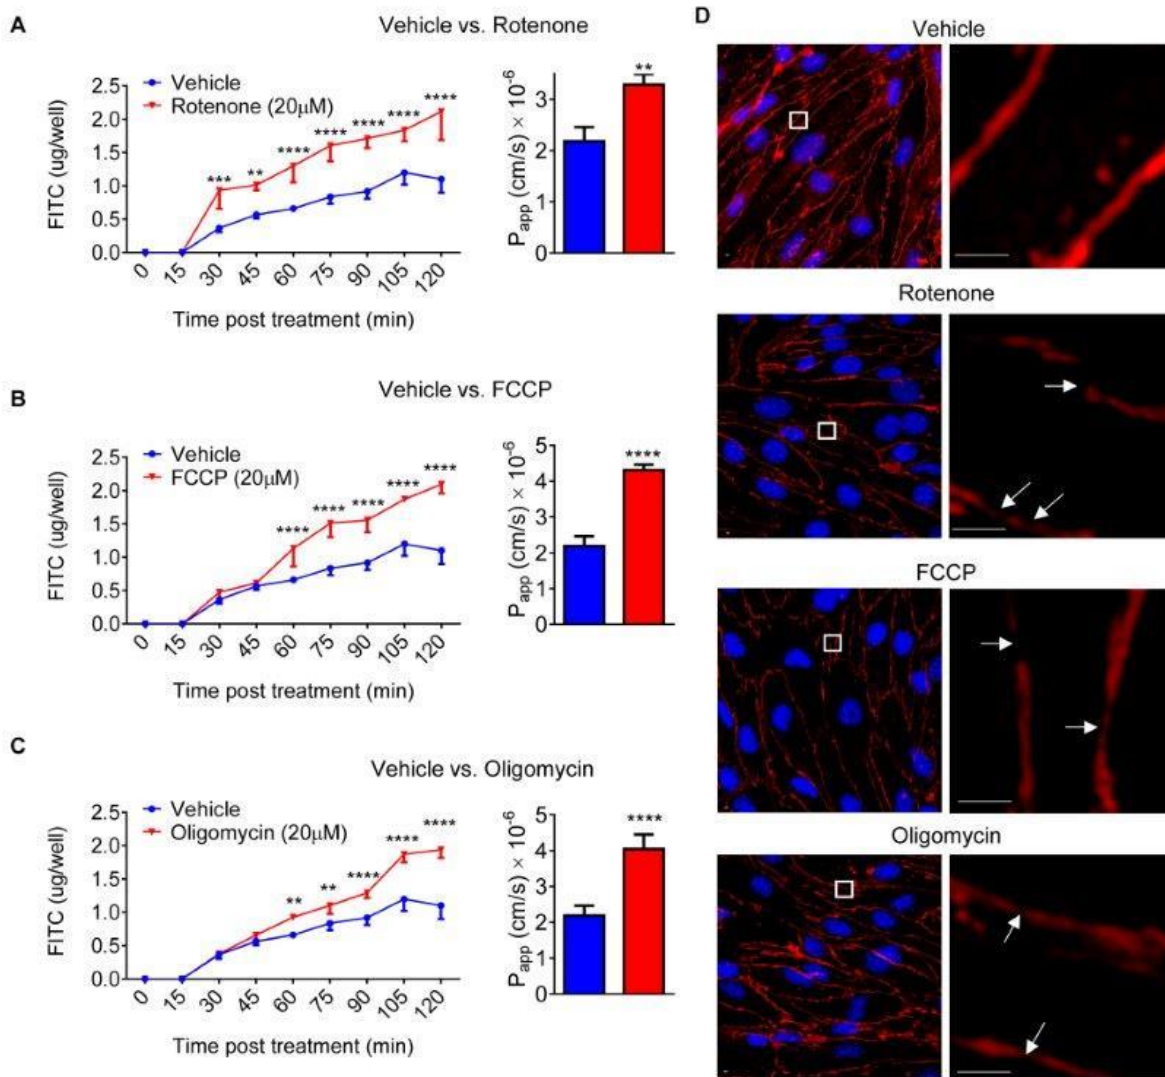 A
Vehicle vs. Rotenone
Vehicle
Rotenone (20µM)
FITC (ug/well)
2.5
2.0
1.5
1.0
0.5
0.0
*** ** **** **** **** **** ****
0 15 30 45 60 75 90 105 120
Time post treatment (min)
Papp (cm/s) × 10-6
3
2
1
0
**
B
Vehicle vs. FCCP
Vehicle
FCCP (20µM)
FITC (ug/well)
2.5
2.0
1.5
1.0
0.5
0.0
**** **** **** **** ****
0 15 30 45 60 75 90 105 120
Time post treatment (min)
Papp (cm/s) × 10-6
5
4
2
1
0
****
C
Vehicle vs. Oligomycin
Vehicle
Oligomycin (20µM)
FITC (ug/well)
2.5
2.0
1.5
1.0
0.5
0.0
** ** **** **** ****
0 15 30 45 60 75 90 105 120
Time post treatment (min)
Papp (cm/s) × 10-6
5
4
3
2
1
0
****
D
Vehicle
Rotenone
FCCP
Oligomycin